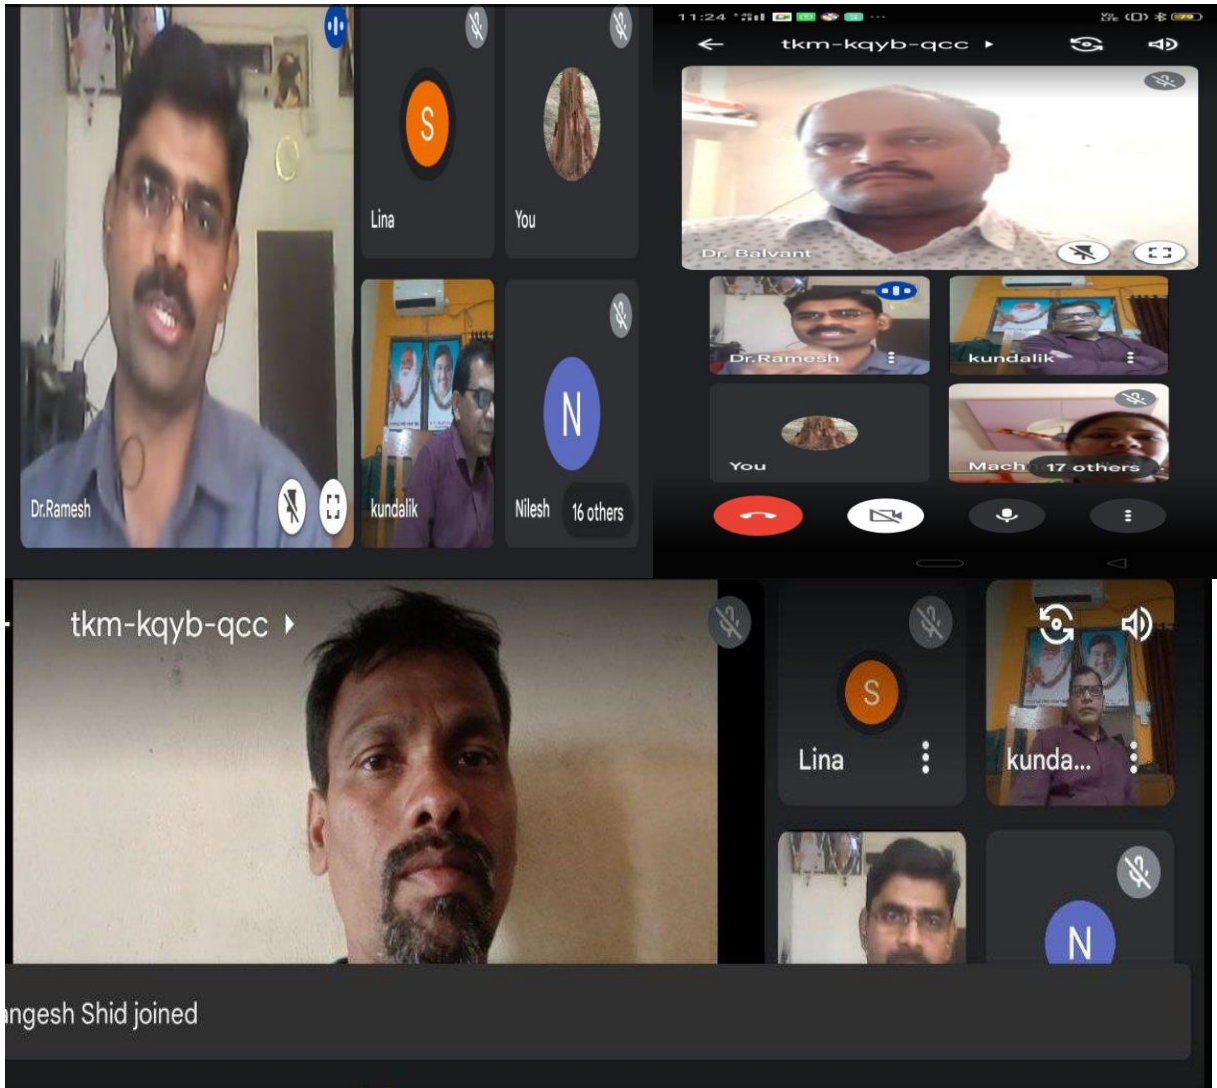 S
Lina
You
Dr.Ramesh
kundalik
N
Nilesh
16 others
11:24
tkm-kqyb-qcc
Dr. Balvant
Dr.Ramesh
kundalik
You
Mach
17 others
tkm-kqyb-qcc
S
Lina
kunda...
N
angesh Shid joined